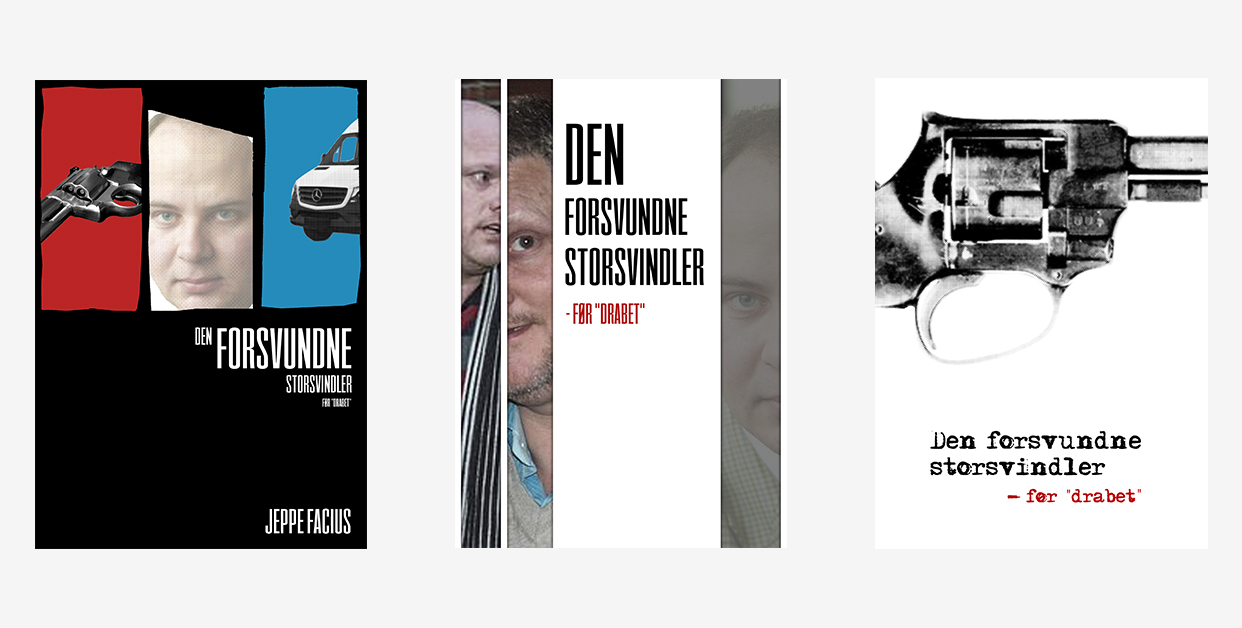 DEN FORSVUNDNE
STORSVINDLER
FØR "DRABET"
JEPPE FACIUS
DEN
FORSVUNDNE
STORSVINDLER
- FØR "DRABET"
Den forsvundne
storsvindler
— før "drabet"